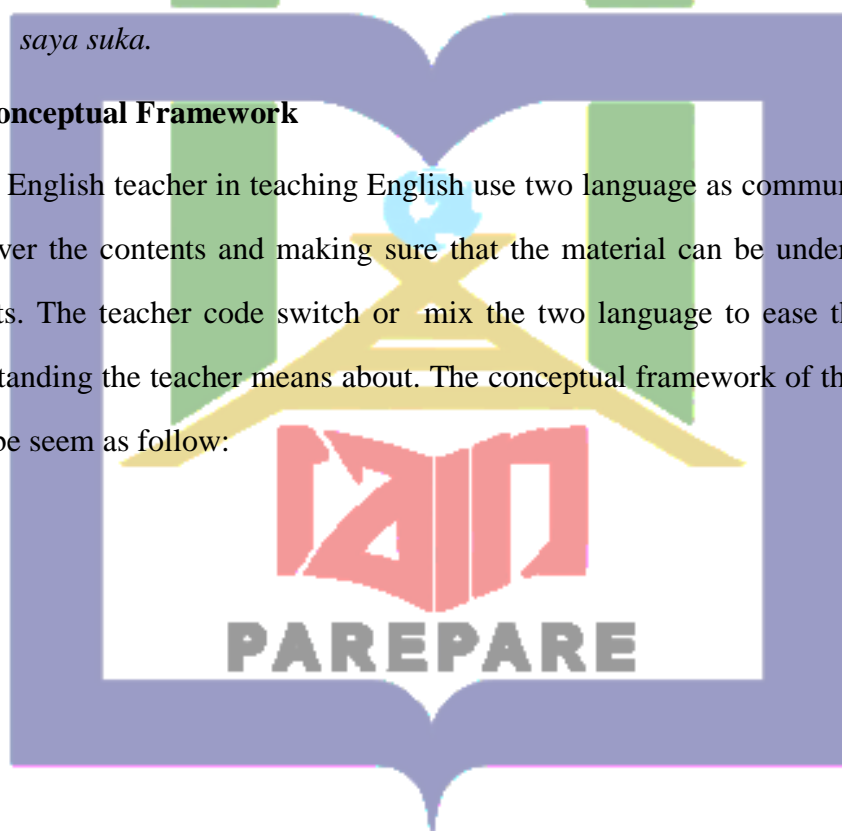 saya suka.
onceptual Framework
English teacher in teaching English use two language as commun
ver the contents and making sure that the material can be under
ts. The teacher code switch or mix the two language to ease th
tanding the teacher means about. The conceptual framework of th
be seem as follow:
iain
PAREPARE